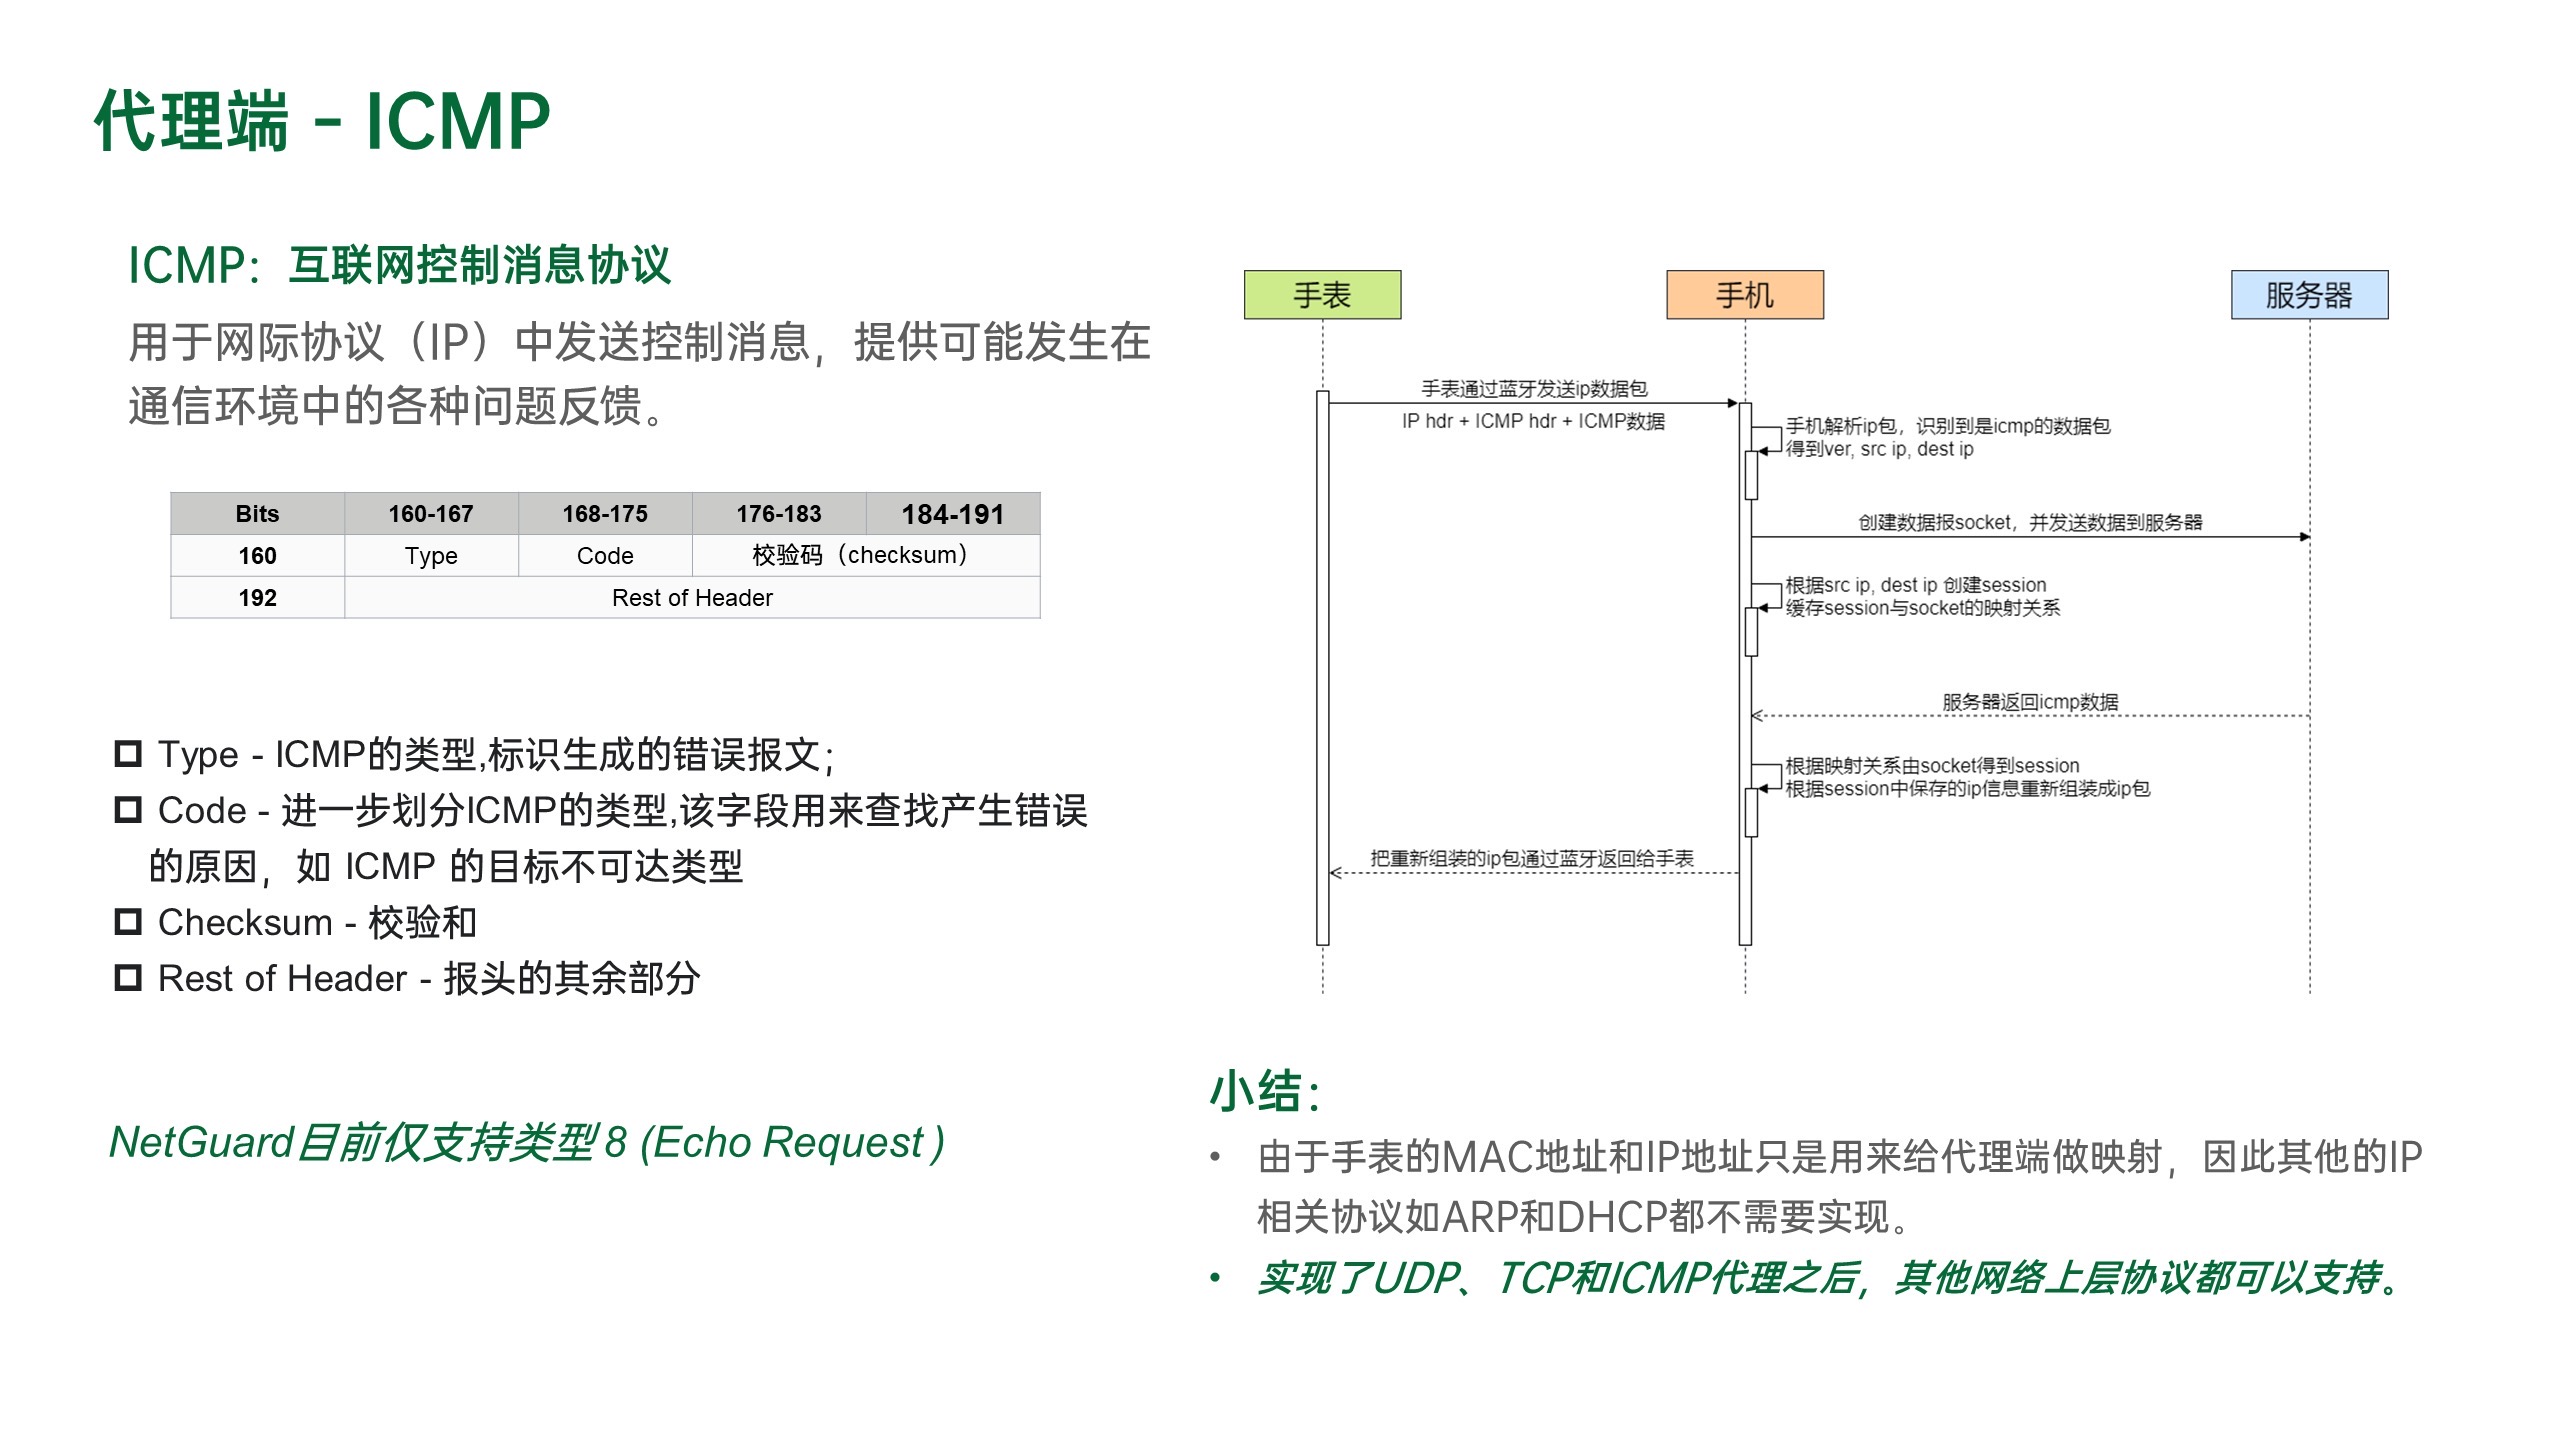 代理端 - ICMP
ICMP：互联网控制消息协议
用于网际协议（IP）中发送控制消息，提供可能发生在
通信环境中的各种问题反馈。
Bits 160-167 168-175 176-183 184-191
160 Type Code 校验码（checksum）
192 Rest of Header
Type - ICMP的类型,标识生成的错误报文；
Code - 进一步划分ICMP的类型,该字段用来查找产生错误
的原因，如 ICMP 的目标不可达类型
Checksum - 校验和
Rest of Header - 报头的其余部分
NetGuard目前仅支持类型 8 (Echo Request )
手表 手机 服务器
手表通过蓝牙发送ip数据包
IP hdr + ICMP hdr + ICMP数据
手机解析ip包，识别到是icmp的数据包
得到ver, src ip, dest ip
创建数据报socket，并发送数据到服务器
根据src ip, dest ip 创建session
缓存session与socket的映射关系
服务器返回icmp数据
根据映射关系由socket得到session
根据session中保存的ip信息重新组装成ip包
把重新组装的ip包通过蓝牙返回给手表
小结：
• 由于手表的MAC地址和IP地址只是用来给代理端做映射，因此其他的IP
相关协议如ARP和DHCP都不需要实现。
• 实现了UDP、TCP和ICMP代理之后，其他网络上层协议都可以支持。